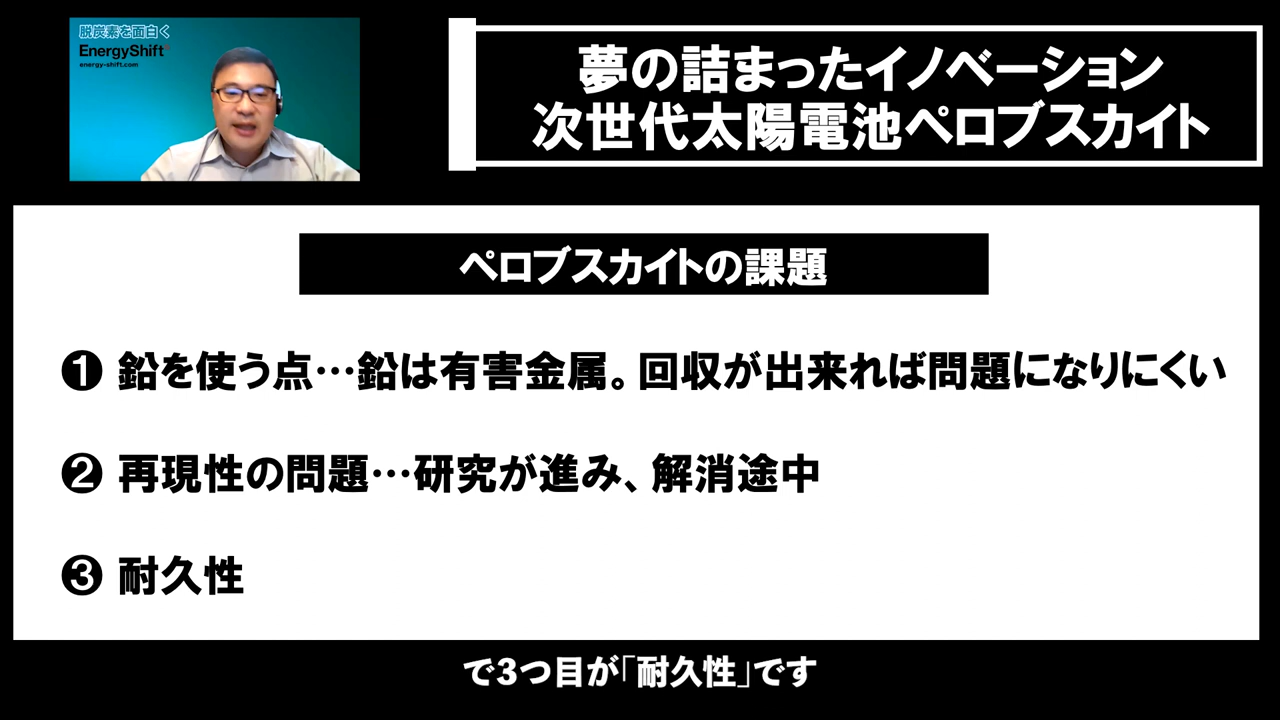 脱炭素を面白く
EnergyShift
energy-shift.com
夢の詰まったイノベーション
次世代太陽電池ペロブスカイト
ペロブスカイトの課題
❶ 鉛を使う点…鉛は有害金属。回収が出来れば問題になりにくい
❷ 再現性の問題…研究が進み、解消途中
❸ 耐久性
で3つ目が「耐久性」です